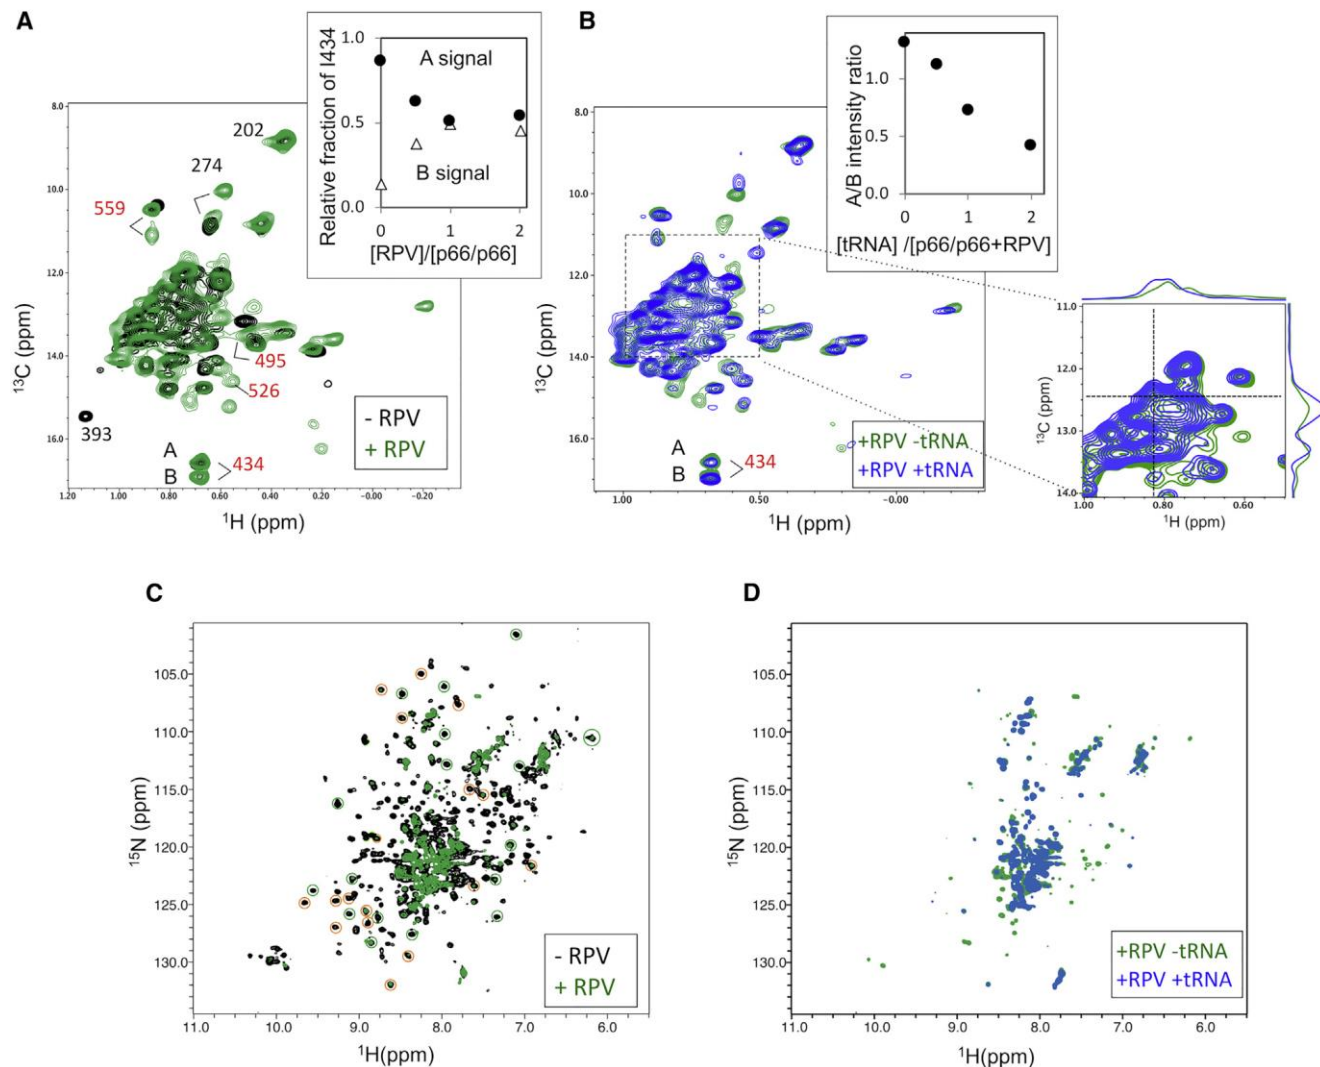 A
Relative fraction of I434
1.0
0.5
0.0
A signal
B signal
0
1
2
[RPV]/[p66/p66]
13C (ppm)
8.0
10.0
12.0
14.0
16.0
202
274
559
495
526
393
A
B
434
- RPV
+ RPV
1.20
1.00
0.80
0.60
0.40
0.20
-0.00
-0.20
1H (ppm)
B
A/B intensity ratio
1.0
0.5
0.0
0
1
2
[tRNA] /[p66/p66+RPV]
13C (ppm)
8.0
10.0
12.0
14.0
16.0
A
B
434
+RPV -tRNA
+RPV +tRNA
1.00
0.50
-0.00
1H (ppm)
13C (ppm)
11.0
12.0
13.0
14.0
1.00
0.80
0.60
1H (ppm)
C
15N (ppm)
105.0
110.0
115.0
120.0
125.0
130.0
- RPV
+ RPV
11.0
10.0
9.0
8.0
7.0
6.0
1H(ppm)
D
15N (ppm)
105.0
110.0
115.0
120.0
125.0
130.0
+RPV -tRNA
+RPV +tRNA
11.0
10.0
9.0
8.0
7.0
6.0
1H(ppm)